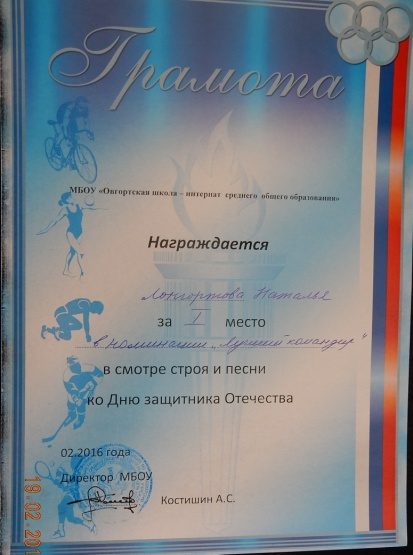 Грамота
МБОУ «Овгортская школа – интернат среднего общего образования»
Награждается
Лонгортова Наталья
за I место
в номинации „Лучший командир"
в смотре строя и песни
ко Дню защитника Отечества
02.2016 года
Директор МБОУ
Костишин А.С.
19.02.201